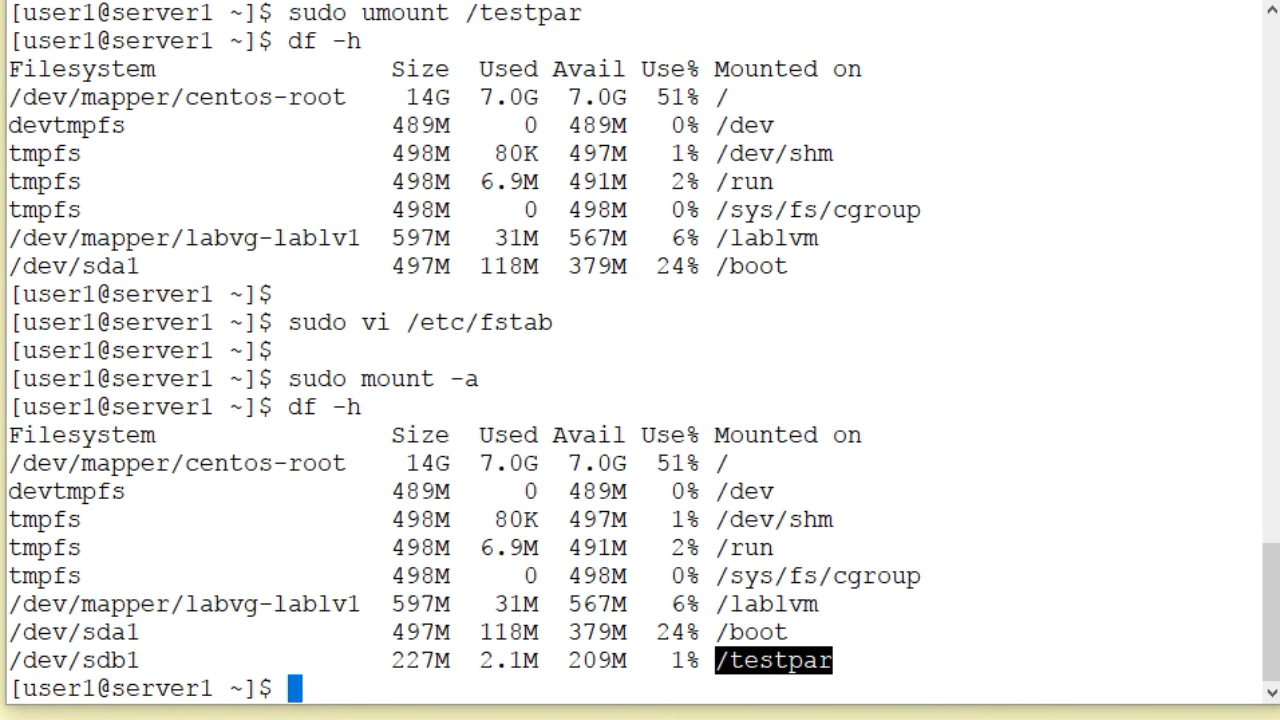 [user1@server1 ~]$ sudo umount /testpar
[user1@server1 ~]$ df -h
Filesystem                Size  Used Avail Use% Mounted on
/dev/mapper/centos-root    14G  7.0G  7.0G  51% /
devtmpfs                  489M     0  489M   0% /dev
tmpfs                     498M   80K  497M   1% /dev/shm
tmpfs                     498M  6.9M  491M   2% /run
tmpfs                     498M     0  498M   0% /sys/fs/cgroup
/dev/mapper/labvg-lablv1  597M   31M  567M   6% /lablvm
/dev/sda1                 497M  118M  379M  24% /boot
[user1@server1 ~]$
[user1@server1 ~]$ sudo vi /etc/fstab
[user1@server1 ~]$
[user1@server1 ~]$ sudo mount -a
[user1@server1 ~]$ df -h
Filesystem                Size  Used Avail Use% Mounted on
/dev/mapper/centos-root    14G  7.0G  7.0G  51% /
devtmpfs                  489M     0  489M   0% /dev
tmpfs                     498M   80K  497M   1% /dev/shm
tmpfs                     498M  6.9M  491M   2% /run
tmpfs                     498M     0  498M   0% /sys/fs/cgroup
/dev/mapper/labvg-lablv1  597M   31M  567M   6% /lablvm
/dev/sda1                 497M  118M  379M  24% /boot
/dev/sdb1                 227M  2.1M  209M   1% /testpar
[user1@server1 ~]$